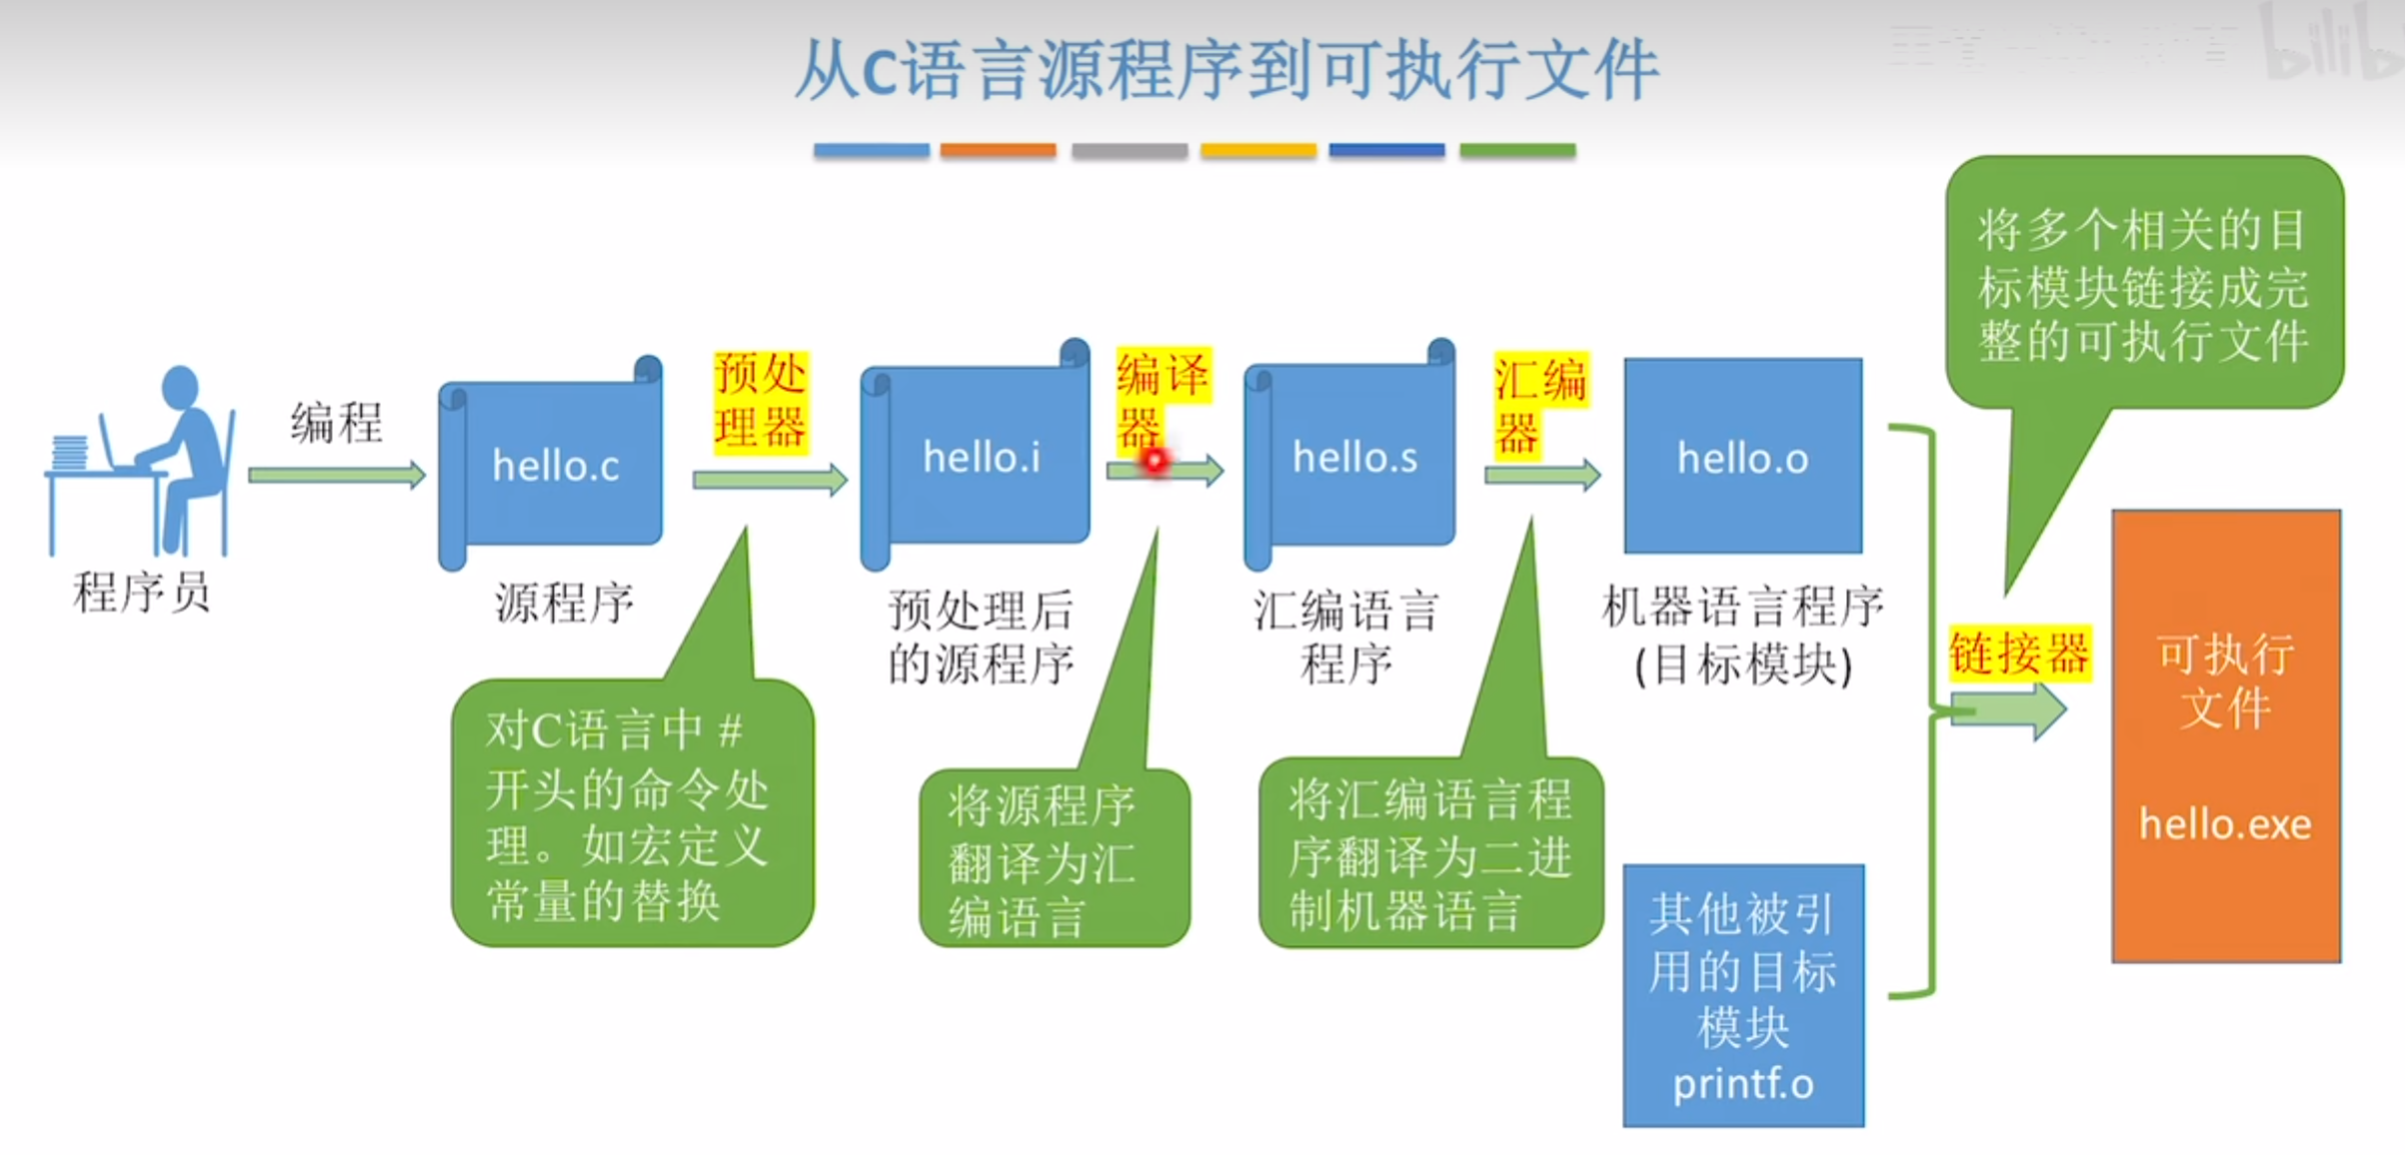 从C语言源程序到可执行文件
bilib
将多个相关的目
标模块链接成完
整的可执行文件
编程
程序员
hello.c
源程序
预处
理器
hello.i
预处理后
的源程序
编译
器
hello.s
汇编语言
程序
汇编
器
hello.o
机器语言程序
(目标模块)
链接器
可执行
文件
hello.exe
对C语言中 #
开头的命令处
理。如宏定义
常量的替换
将源程序
翻译为汇
编语言
将汇编语言程
序翻译为二进
制机器语言
其他被引
用的目标
模块
printf.o